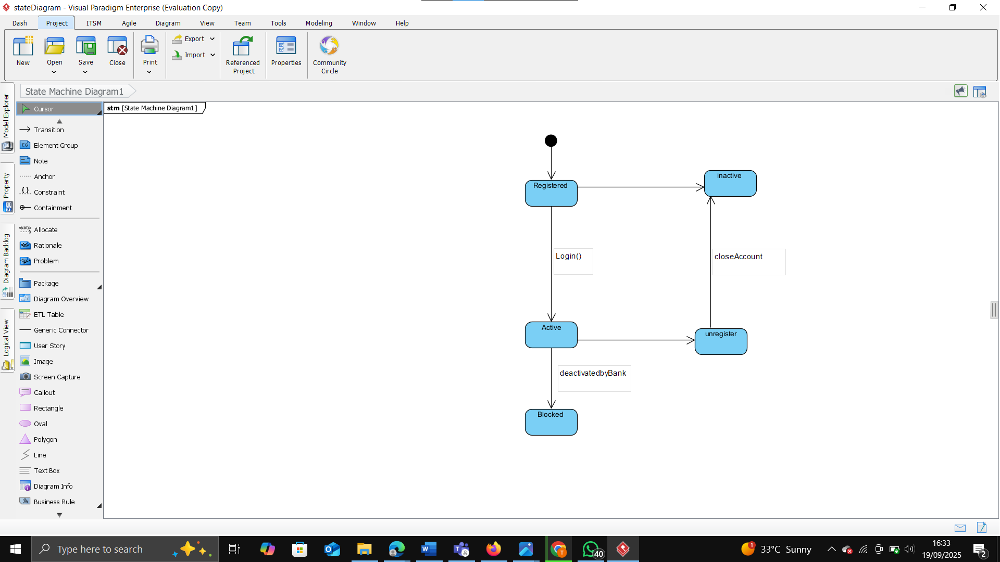 stateDiagram - Visual Paradigm Enterprise (Evaluation Copy)
Dash Project ITSM Agile Diagram View Team Tools Modeling Window Help
New Open Save Close Print Export Import Referenced Project Properties Community Circle
State Machine Diagram1
Model Explorer
Property
Diagram Backlog
Logical View
Cursor
Transition
EG Element Group
Note
Anchor
Constraint
Containment
Allocate
Rationale
Problem
Package
Diagram Overview
ETL Table
Generic Connector
User Story
Image
Screen Capture
Callout
Rectangle
Oval
Polygon
Line
Text Box
Diagram Info
Business Rule
stm [State Machine Diagram1]
Registered
inactive
Login()
closeAccount
Active
unregister
deactivatedbyBank
Blocked
Type here to search
40
1
33°C Sunny
16:33
19/09/2025
2